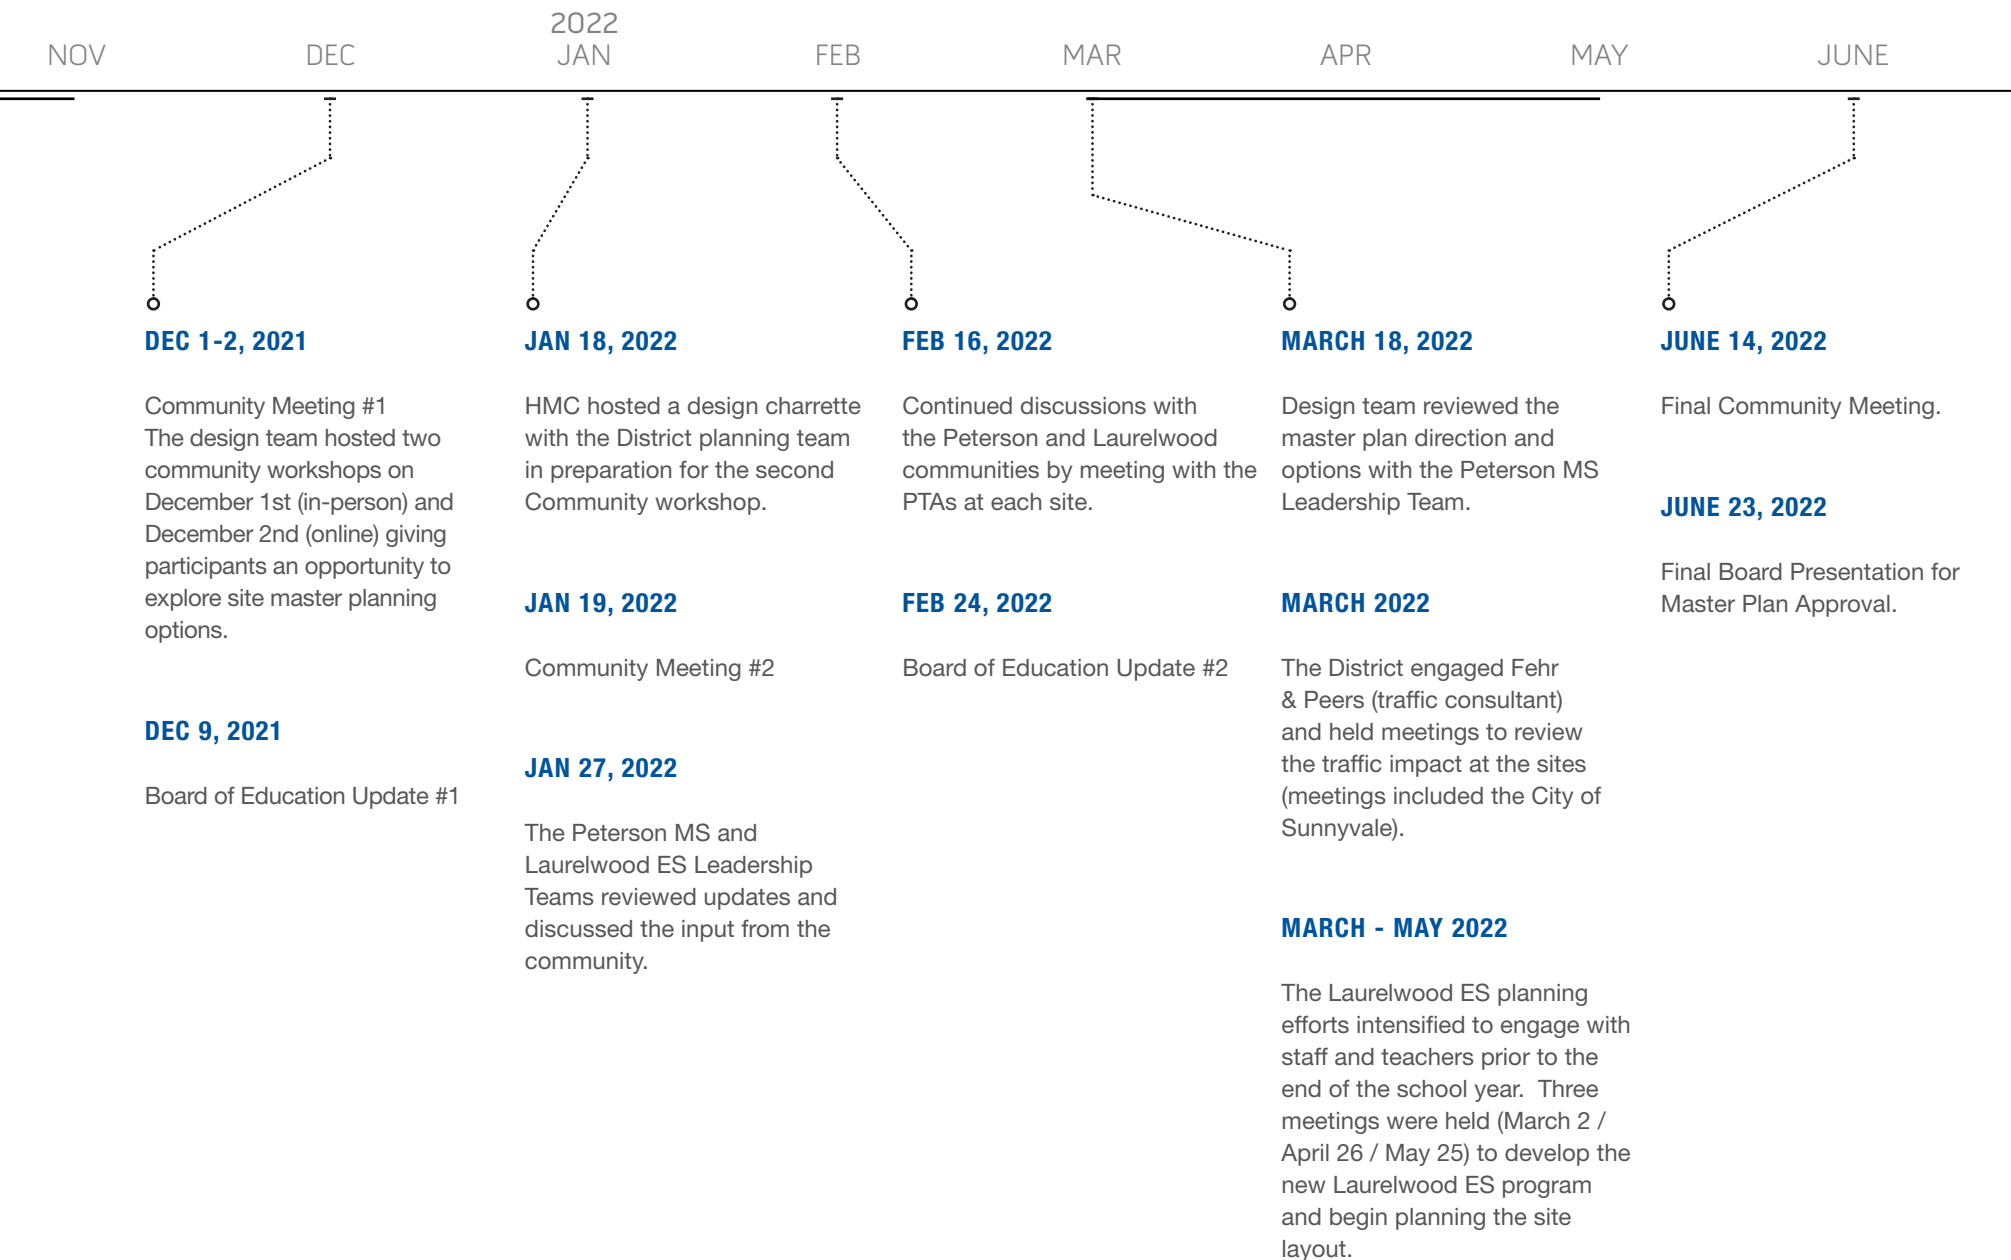 NOV
DEC
2022
JAN
FEB
MAR
APR
MAY
JUNE
DEC 1-2, 2021
Community Meeting #1
The design team hosted two
community workshops on
December 1st (in-person) and
December 2nd (online) giving
participants an opportunity to
explore site master planning
options.
DEC 9, 2021
Board of Education Update #1
JAN 18, 2022
HMC hosted a design charrette
with the District planning team
in preparation for the second
Community workshop.
JAN 19, 2022
Community Meeting #2
JAN 27, 2022
The Peterson MS and
Laurelwood ES Leadership
Teams reviewed updates and
discussed the input from the
community.
FEB 16, 2022
Continued discussions with
the Peterson and Laurelwood
communities by meeting with the
PTAs at each site.
FEB 24, 2022
Board of Education Update #2
MARCH 18, 2022
Design team reviewed the
master plan direction and
options with the Peterson MS
Leadership Team.
MARCH 2022
The District engaged Fehr
& Peers (traffic consultant)
and held meetings to review
the traffic impact at the sites
(meetings included the City of
Sunnyvale).
MARCH - MAY 2022
The Laurelwood ES planning
efforts intensified to engage with
staff and teachers prior to the
end of the school year.  Three
meetings were held (March 2 /
April 26 / May 25) to develop the
new Laurelwood ES program
and begin planning the site
layout.
JUNE 14, 2022
Final Community Meeting.
JUNE 23, 2022
Final Board Presentation for
Master Plan Approval.